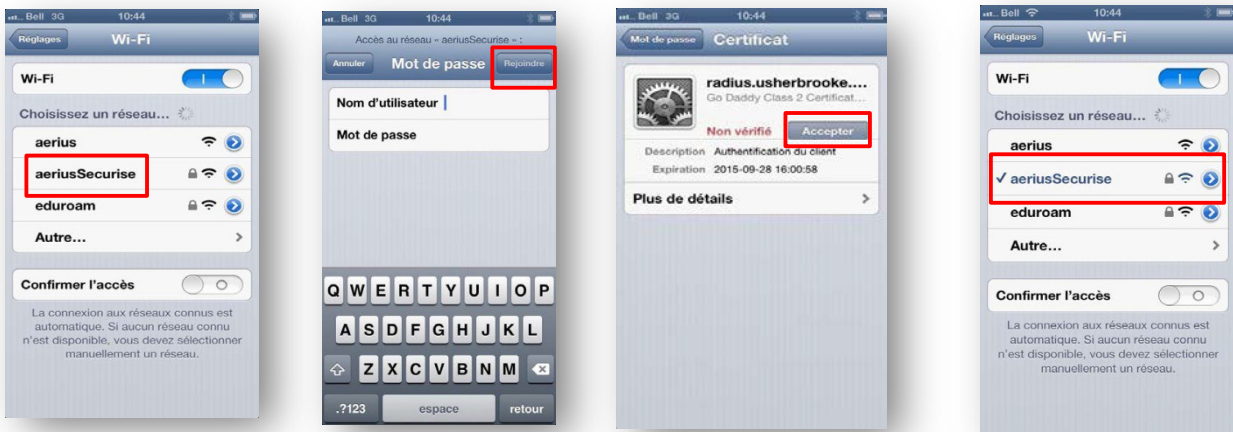 Bell 3G 10:44
Réglages Wi-Fi
Wi-Fi
Choisissez un réseau...
aerius
aeriusSecurise
eduroam
Autre...
Confirmer l'accès
La connexion aux réseaux connus est
automatique. Si aucun réseau connu
n'est disponible, vous devez sélectionner
manuellement un réseau.
Bell 3G 10:44
Accès au réseau « aeriusSecurise » :
Annuler Mot de passe Rejoindre
Nom d'utilisateur
Mot de passe
Q W E R T Y U I O P
A S D F G H J K L
Z X C V B N M
.?123 espace retour
Bell 3G 10:44
Mot de passe Certificat
radius.usherbrooke....
Go Daddy Class 2 Certificat...
Non vérifié Accepter
Description Authentification du client
Expiration 2015-09-28 16:00:58
Plus de détails
Bell 10:44
Réglages Wi-Fi
Wi-Fi
Choisissez un réseau...
aerius
✓ aeriusSecurise
eduroam
Autre...
Confirmer l'accès
La connexion aux réseaux connus est
automatique. Si aucun réseau connu
n'est disponible, vous devez sélectionner
manuellement un réseau.